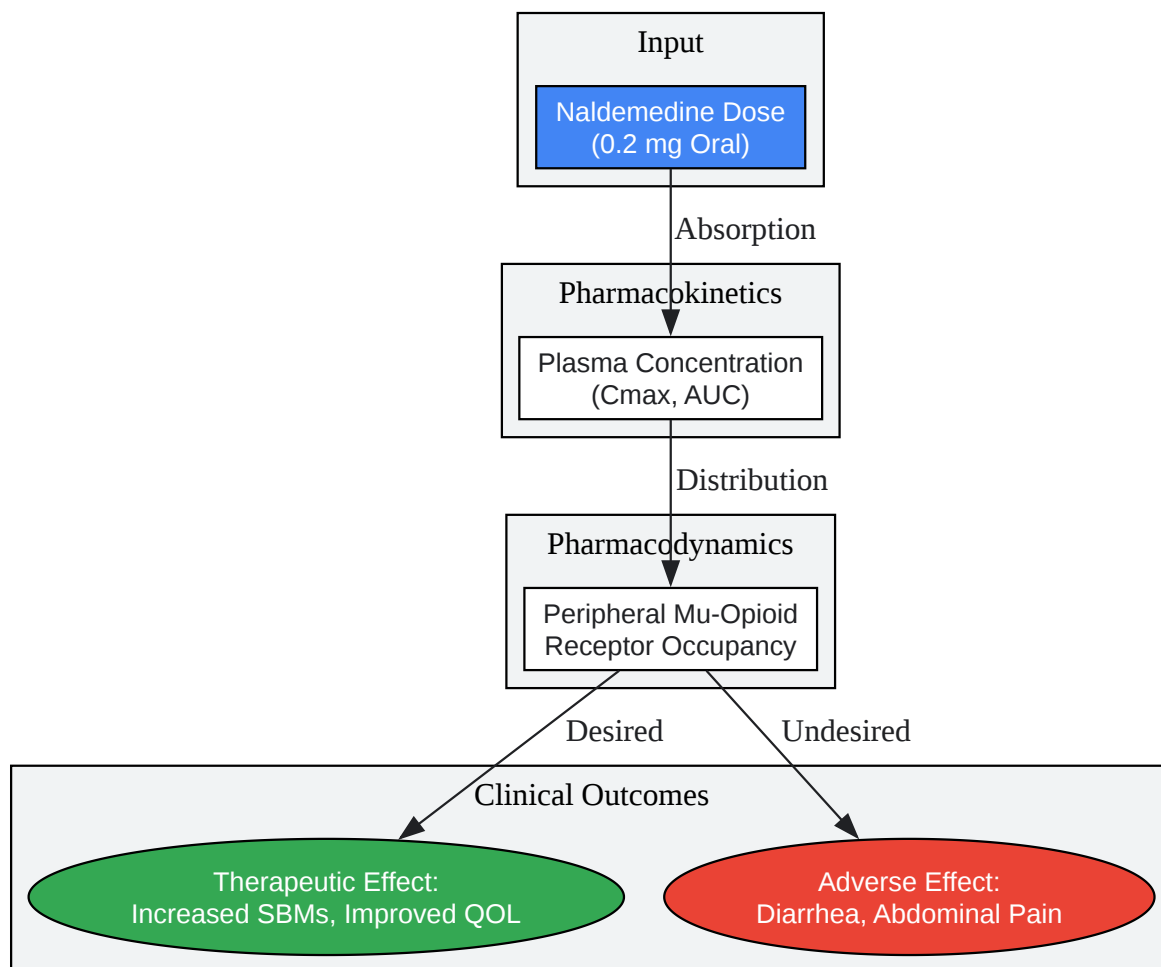 Input
Naldemedine Dose
(0.2 mg Oral)
Absorption
Pharmacokinetics
Plasma Concentration
(Cmax, AUC)
Distribution
Pharmacodynamics
Peripheral Mu-Opioid
Receptor Occupancy
Desired
Undesired
Clinical Outcomes
Therapeutic Effect:
Increased SBMs, Improved QOL
Adverse Effect:
Diarrhea, Abdominal Pain